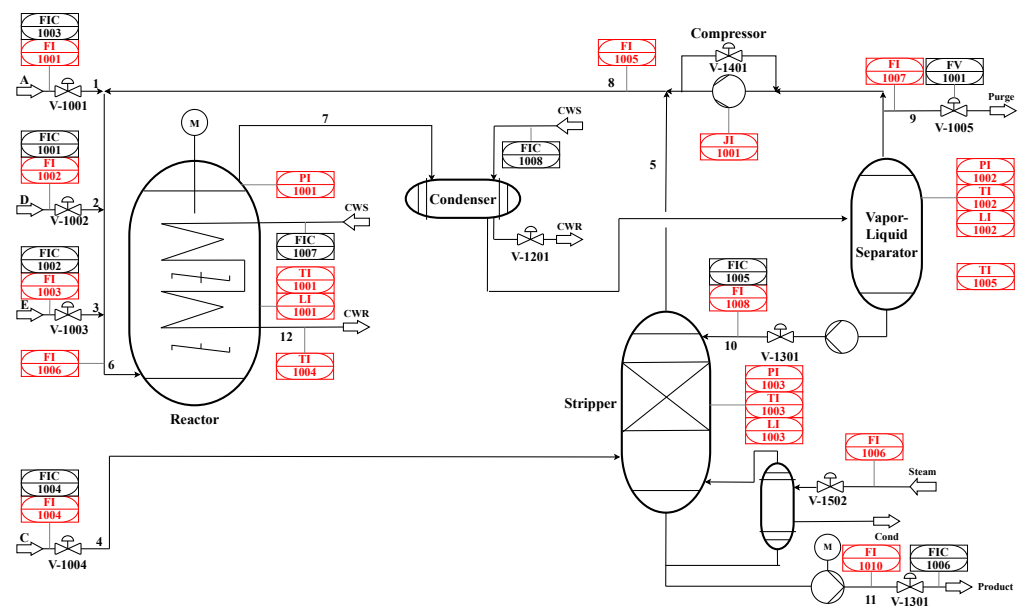 FIC
1003
FI
1001
A
V-1001
1
FIC
1001
FI
1002
D
V-1002
2
FIC
1002
FI
1003
E
V-1003
3
FI
1006
6
FIC
1004
FI
1004
C
V-1004
4
M
7
PI
1001
CWS
FIC
1007
TI
1001
LI
1001
CWR
12
TI
1004
Reactor
CWS
FIC
1008
Condenser
V-1201
CWR
8
FI
1005
Compressor
V-1401
JI
1001
5
FI
1007
FV
1001
Purge
9
V-1005
PI
1002
TI
1002
LI
1002
Vapor-
Liquid
Separator
TI
1005
FIC
1005
FI
1008
10
V-1301
Stripper
PI
1003
TI
1003
LI
1003
FI
1006
Steam
V-1502
Cond
M
FI
1010
FIC
1006
Product
11
V-1301